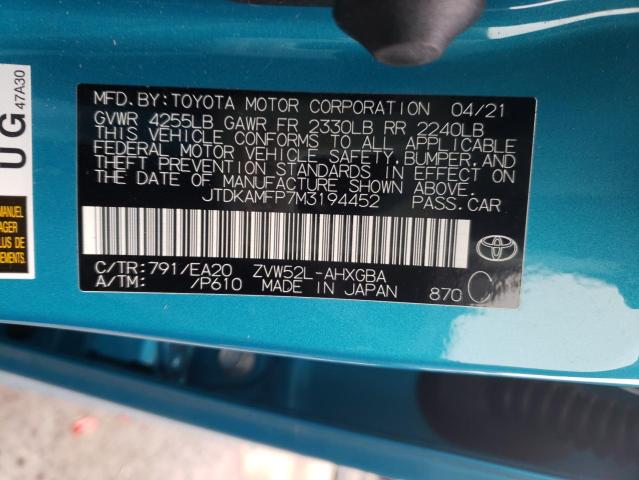 MFD. BY: TOYOTA MOTOR CORPORATION 04/21
GVWR 4255LB GAWR FR 2330LB RR 2240LB
THIS VEHICLE CONFORMS TO ALL APPLICABLE
FEDERAL MOTOR VEHICLE SAFETY, BUMPER, AND
THEFT PREVENTION STANDARDS IN EFFECT ON
THE DATE OF MANUFACTURE SHOWN ABOVE.
JTDKAMFP7M3194452 PASS. CAR
C/TR: 791/EA20 ZVW52L-AHXGBA
A/TM: /P610 MADE IN JAPAN 870
UG
47A30
MANUEL